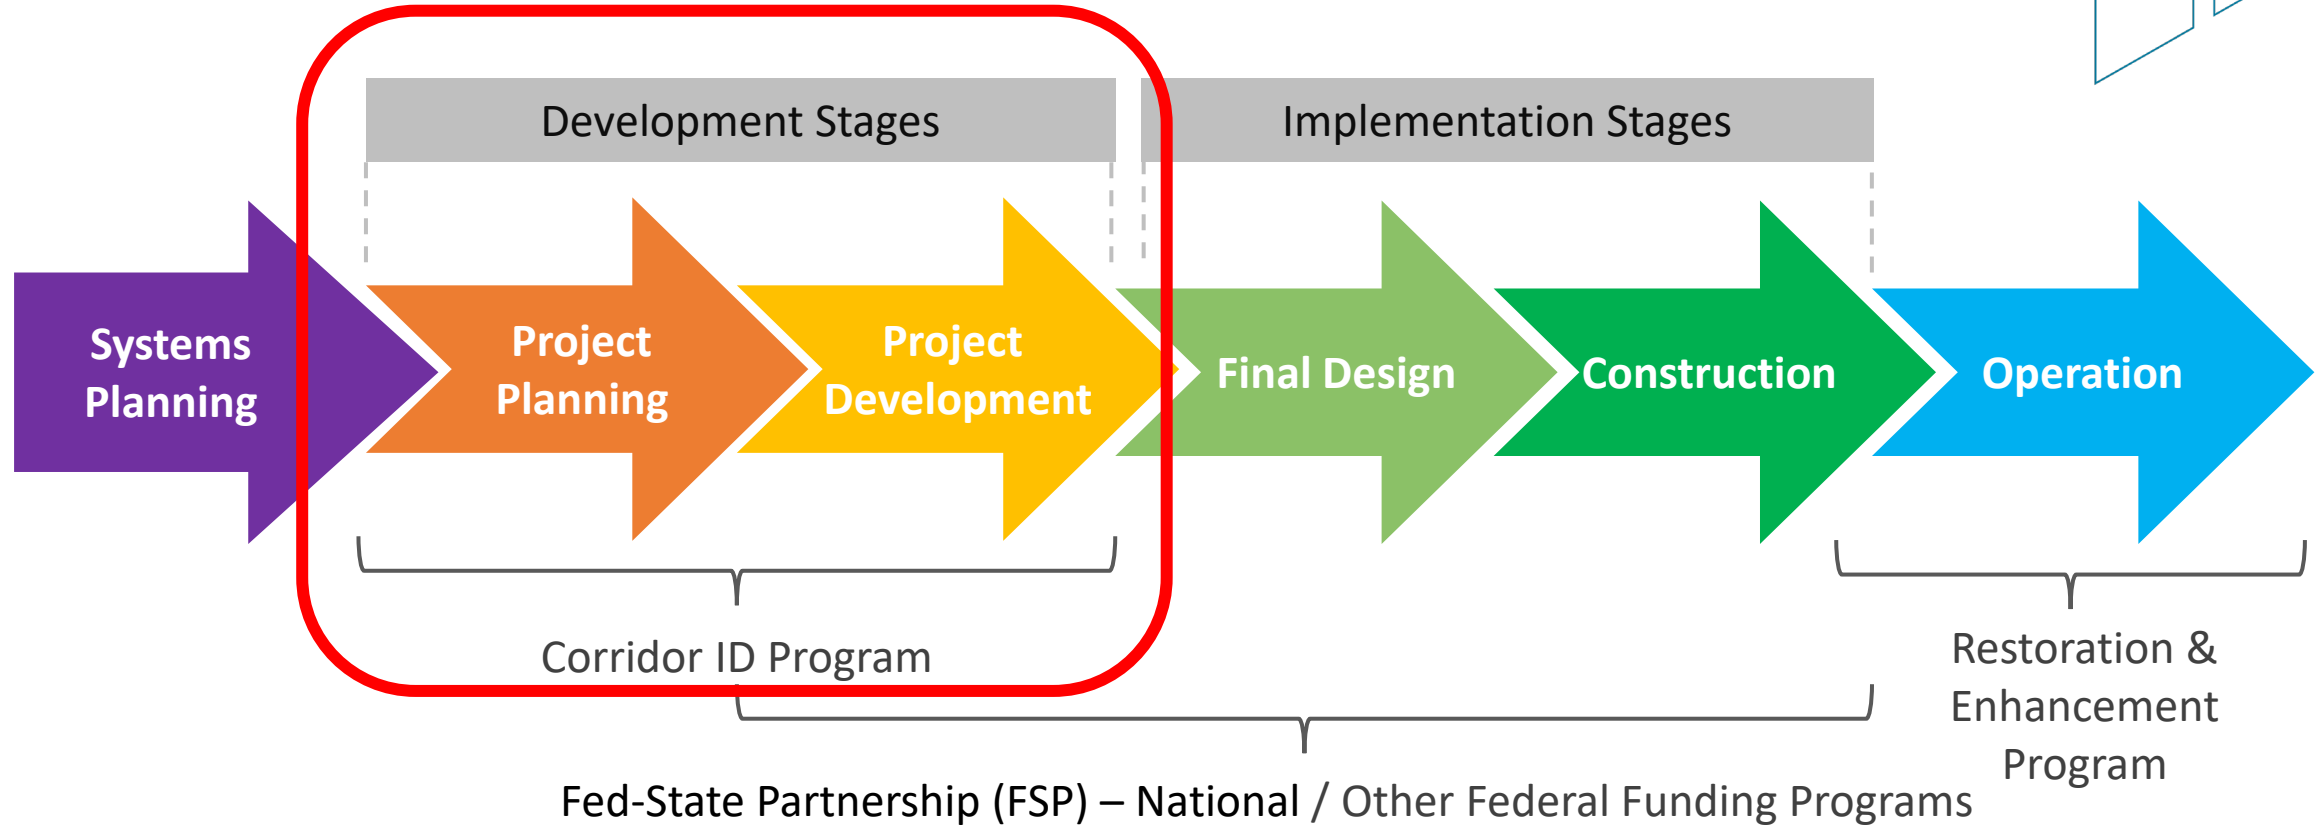 Development Stages
Implementation Stages
Systems
Planning
Project
Planning
Project
Development
Final Design
Construction
Operation
Corridor ID Program
Restoration &
Enhancement
Program
Fed-State Partnership (FSP) – National / Other Federal Funding Programs